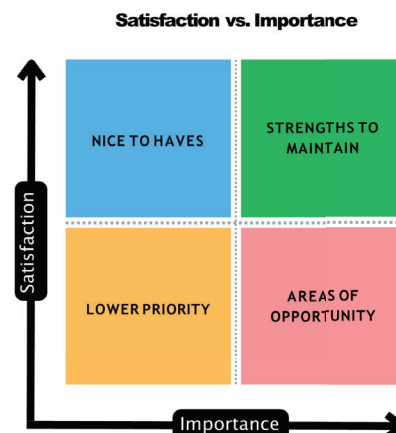 Satisfaction vs. Importance
NICE TO HAVES
STRENGTHS TO
MAINTAIN
Satisfaction
LOWER PRIORITY
AREAS OF
OPPORTUNITY
Importance